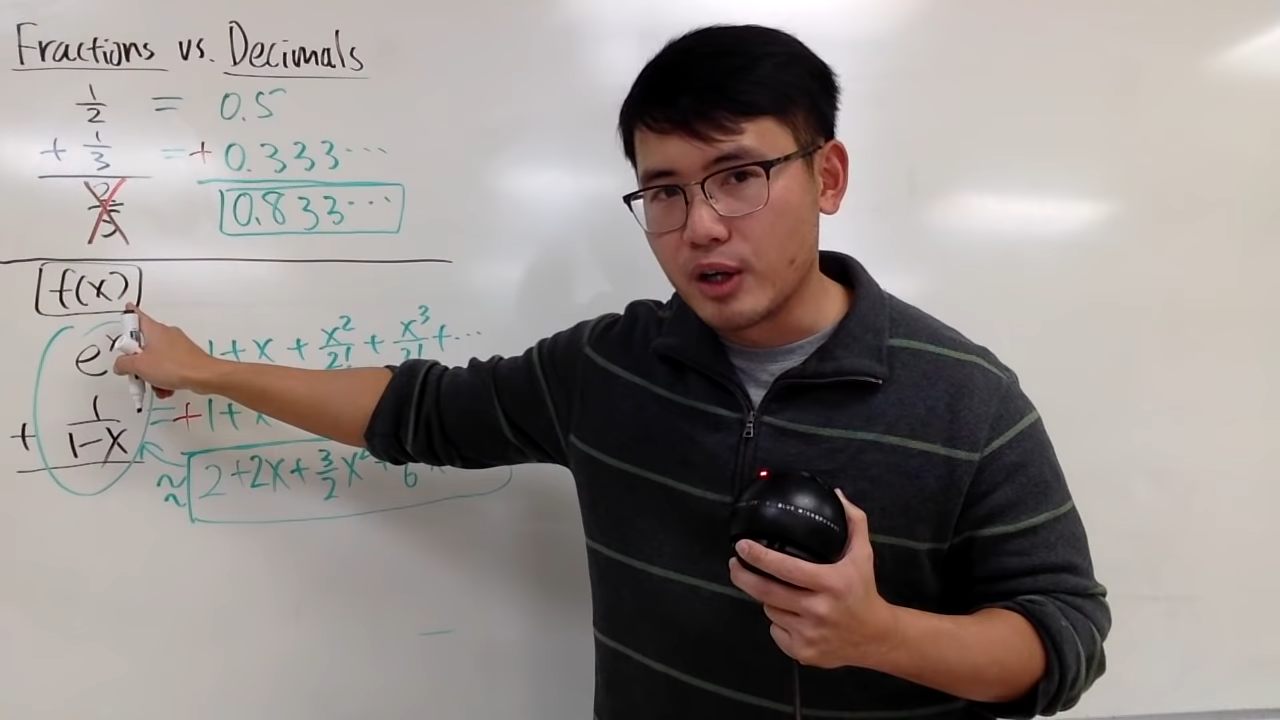 Fractions vs. Decimals
1/2 = 0.5
+ 1/3 = + 0.333...
0.833...
f(x)
e^x 1 + x + x²/2! + x³/3! + ...
+ 1/(1-x) = + 1 +
≈ 2 + 2x + 3/2 x² + 6